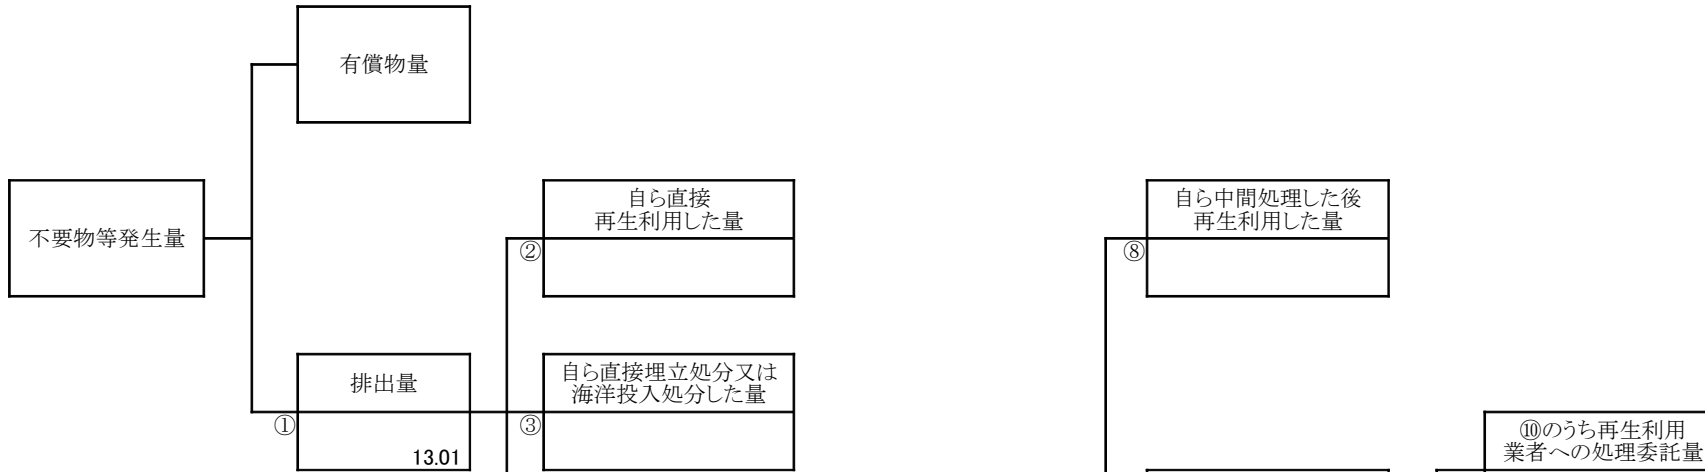 有償物量
不要物等発生量
自ら直接
再生利用した量
②
自ら中間処理した後
再生利用した量
⑧
排出量
①
13.01
自ら直接埋立処分又は
海洋投入処分した量
③
⑩のうち再生利用
業者への処理委託量